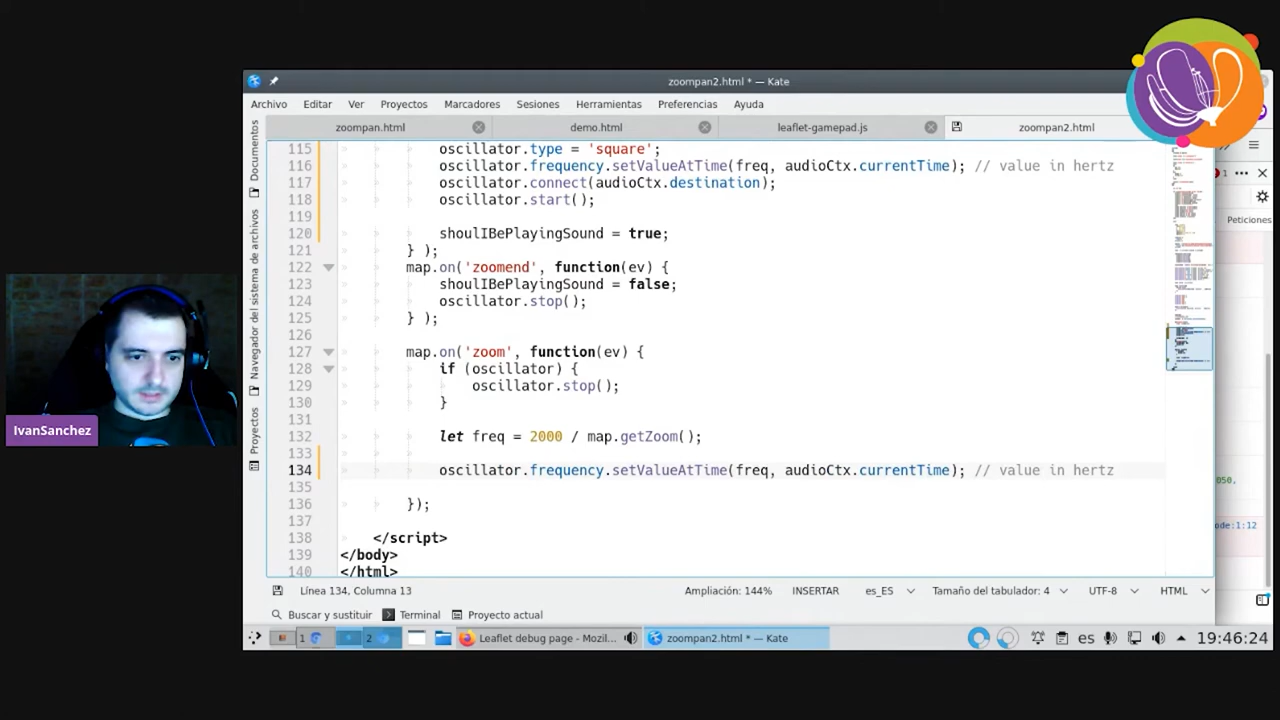 zoompan2.html * — Kate
Archivo Editar Ver Proyectos Marcadores Sesiones Herramientas Preferencias Ayuda
zoompan.html demo.html leaflet-gamepad.js zoompan2.html
115 oscillator.type = 'square';
116 oscillator.frequency.setValueAtTime(freq, audioCtx.currentTime); // value in hertz
117 oscillator.connect(audioCtx.destination);
118 oscillator.start();
119
120 shoulIBePlayingSound = true;
121 } );
122 map.on('zoomend', function(ev) {
123 shoulIBePlayingSound = false;
124 oscillator.stop();
125 } );
126
127 map.on('zoom', function(ev) {
128 if (oscillator) {
129 oscillator.stop();
130 }
131
132 let freq = 2000 / map.getZoom();
133
134 oscillator.frequency.setValueAtTime(freq, audioCtx.currentTime); // value in hertz
135
136 });
137
138 </script>
139 </body>
140 </html>
Documentos
Navegador del sistema de archivos
Proyectos
1
Peticiones
050,
ode:1:12
IvanSanchez
Línea 134, Columna 13 Ampliación: 144% INSERTAR es_ES Tamaño del tabulador: 4 UTF-8 HTML
Buscar y sustituir Terminal Proyecto actual
1 2 Leaflet debug page - Mozil... zoompan2.html * — Kate es 19:46:24